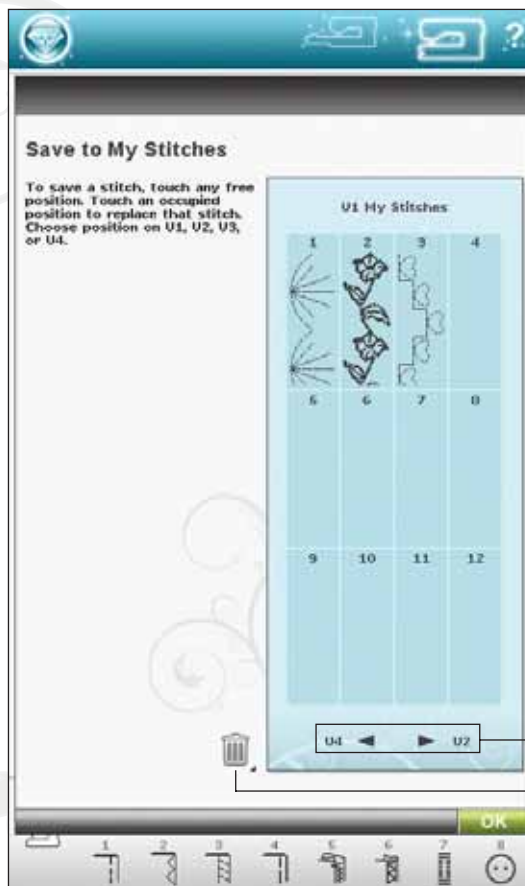 ?
Save to My Stitches
To save a stitch, touch any free
position. Touch an occupied
position to replace that stitch.
Choose position on U1, U2, U3,
or U4.
U1 My Stitches
1 2 3 4
5 6 7 8
9 10 11 12
U4 U2
OK
1 2 3 4 5 6 7 8